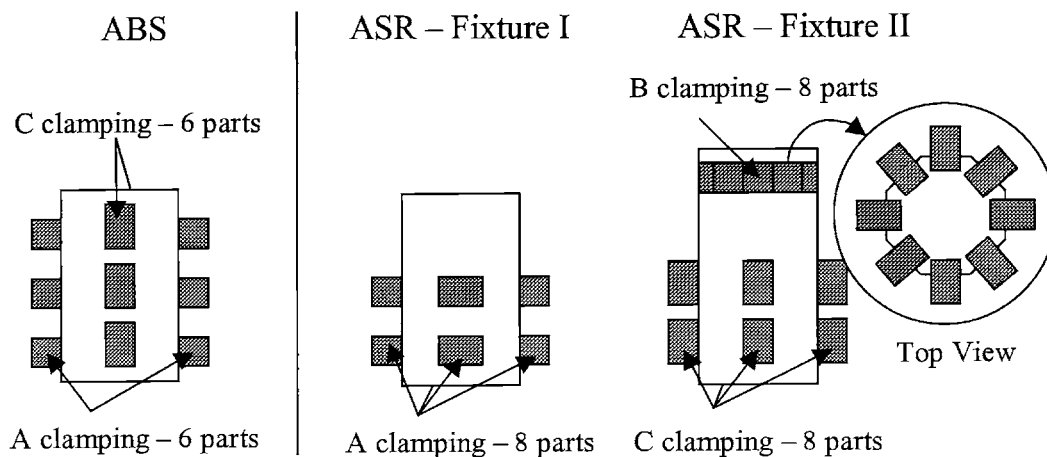 ABS
ASR – Fixture I
ASR – Fixture II
C clamping – 6 parts
B clamping – 8 parts
Top View
A clamping – 6 parts
A clamping – 8 parts
C clamping – 8 parts